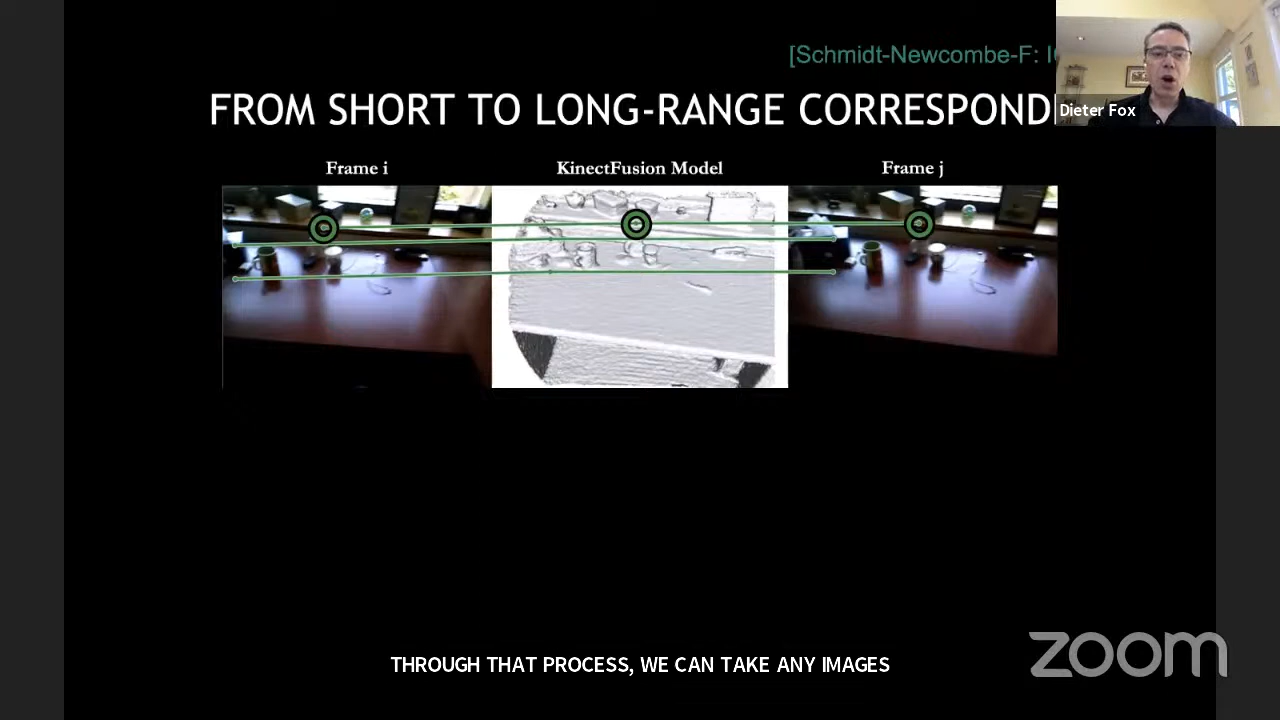 [Schmidt-Newcombe-F:
FROM SHORT TO LONG-RANGE CORRESPOND
Dieter Fox
Frame i
KinectFusion Model
Frame j
THROUGH THAT PROCESS, WE CAN TAKE ANY IMAGES
zoom